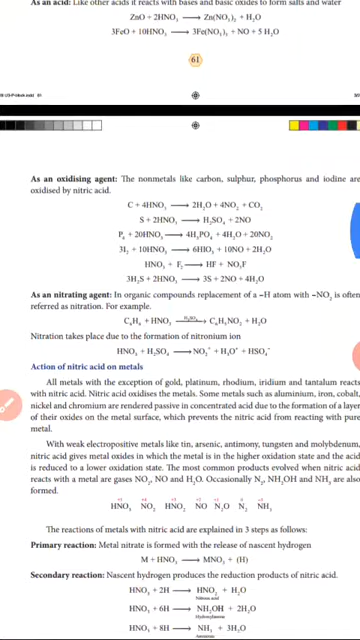 As an acid: Like other acids it reacts with bases and basic oxides to form salts and water
ZnO + 2HNO₃ ⟶ Zn(NO₃)₂ + H₂O
3FeO + 10HNO₃ ⟶ 3Fe(NO₃)₃ + NO + 5 H₂O
61
As an oxidising agent: The nonmetals like carbon, sulphur, phosphorus and iodine are
oxidised by nitric acid.
C + 4HNO₃ ⟶ 2H₂O + 4NO₂ + CO₂
S + 2HNO₃ ⟶ H₂SO₄ + 2NO
P₄ + 20HNO₃ ⟶ 4H₃PO₄ + 4H₂O + 20NO₂
3I₂ + 10HNO₃ ⟶ 6HIO₃ + 10NO + 2H₂O
HNO₃ + F₂ ⟶ HF + NO₃F
3H₂S + 2HNO₃ ⟶ 3S + 2NO + 4H₂O
As an nitrating agent: In organic compounds replacement of a –H atom with –NO₂ is often
referred as nitration. For example.
C₆H₆ + HNO₃ ⟶ C₆H₅NO₂ + H₂O
H₂SO₄
Nitration takes place due to the formation of nitronium ion
HNO₃ + H₂SO₄ ⟶ NO₂⁺ + H₃O⁺ + HSO₄⁻
Action of nitric acid on metals
All metals with the exception of gold, platinum, rhodium, iridium and tantalum reacts
with nitric acid. Nitric acid oxidises the metals. Some metals such as aluminium, iron, cobalt,
nickel and chromium are rendered passive in concentrated acid due to the formation of a layer
of their oxides on the metal surface, which prevents the nitric acid from reacting with pure
metal.
With weak electropositive metals like tin, arsenic, antimony, tungsten and molybdenum,
nitric acid gives metal oxides in which the metal is in the higher oxidation state and the acid
is reduced to a lower oxidation state. The most common products evolved when nitric acid
reacts with a metal are gases NO₂, NO and H₂O. Occasionally N₂, NH₂OH and NH₃ are also
formed.
+5 +4 +3 +2 +1 0 -3
HNO₃ NO₂ HNO₂ NO N₂O N₂ NH₃
The reactions of metals with nitric acid are explained in 3 steps as follows:
Primary reaction: Metal nitrate is formed with the release of nascent hydrogen
M + HNO₃ ⟶ MNO₃ + (H)
Secondary reaction: Nascent hydrogen produces the reduction products of nitric acid.
HNO₃ + 2H ⟶ HNO₂ + H₂O
Nitrous acid
HNO₃ + 6H ⟶ NH₂OH + 2H₂O
Hydroxylamine
HNO₃ + 8H ⟶ NH₃ + 3H₂O
Ammonia